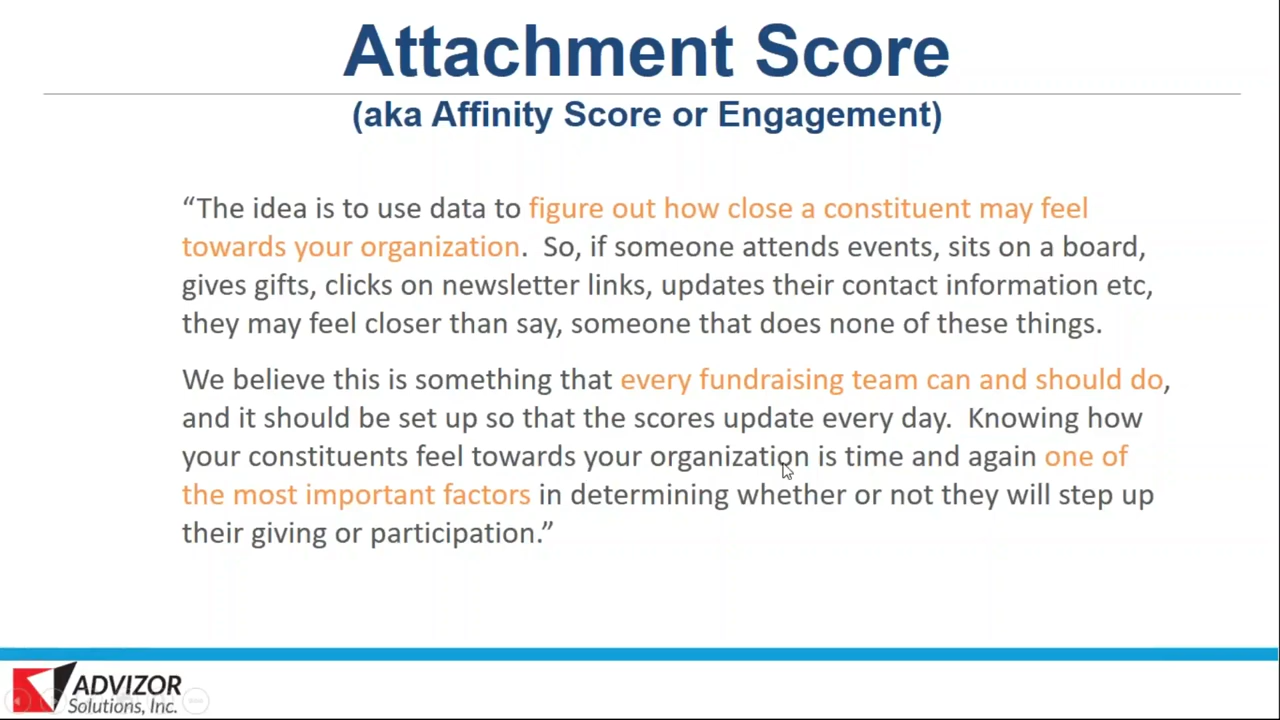 Attachment Score
(aka Affinity Score or Engagement)
“The idea is to use data to figure out how close a constituent may feel
towards your organization.  So, if someone attends events, sits on a board,
gives gifts, clicks on newsletter links, updates their contact information etc,
they may feel closer than say, someone that does none of these things.
We believe this is something that every fundraising team can and should do,
and it should be set up so that the scores update every day.  Knowing how
your constituents feel towards your organization is time and again one of
the most important factors in determining whether or not they will step up
their giving or participation.”
ADVIZOR
Solutions, Inc.